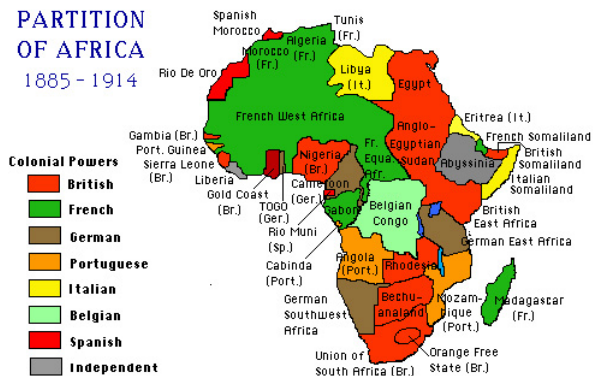 PARTITION
OF AFRICA
1885-1914
Spanish
Morocco
Tunis
(Fr.)
Algeria
(Fr.)
Morocco
(Fr.)
Rio De Oro
Libya
(It.)
Egypt
French West Africa
Anglo-
Egyptian
Sudan
Eritrea (It.)
French Somaliland
British
Somaliland
Italian
Somaliland
Abyssinia
Gambia (Br.)
Port. Guinea
Sierra Leone
(Br.)
Liberia
Gold Coast
(Br.)
TOGO
(Ger.)
Nigeria
(Br.)
Cameroon
(Ger.)
Fr.
Equa.
Afr.
Rio Muni
(Sp.)
Gabon
Cabinda
(Port.)
Belgian
Congo
British
East Africa
German East Africa
Angola
(Port.)
Rhodesia
German
Southwest
Africa
Bechu-
analand
Mozam-
bique
(Port.)
Madagascar
(Fr.)
Union of
South Africa (Br.)
Orange Free
State (Br.)
Colonial Powers
British
French
German
Portuguese
Italian
Belgian
Spanish
Independent